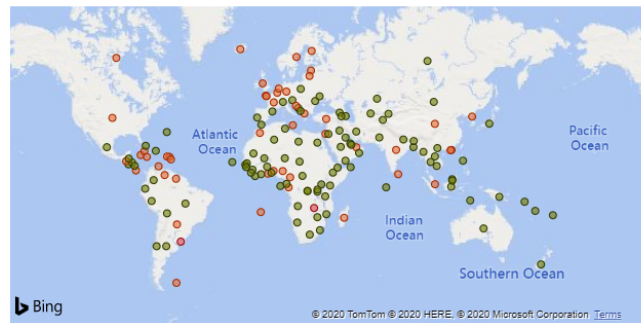 Atlantic
Ocean
Pacific
Ocean
Indian
Ocean
Southern Ocean
Bing
© 2020 TomTom © 2020 HERE, © 2020 Microsoft Corporation Terms